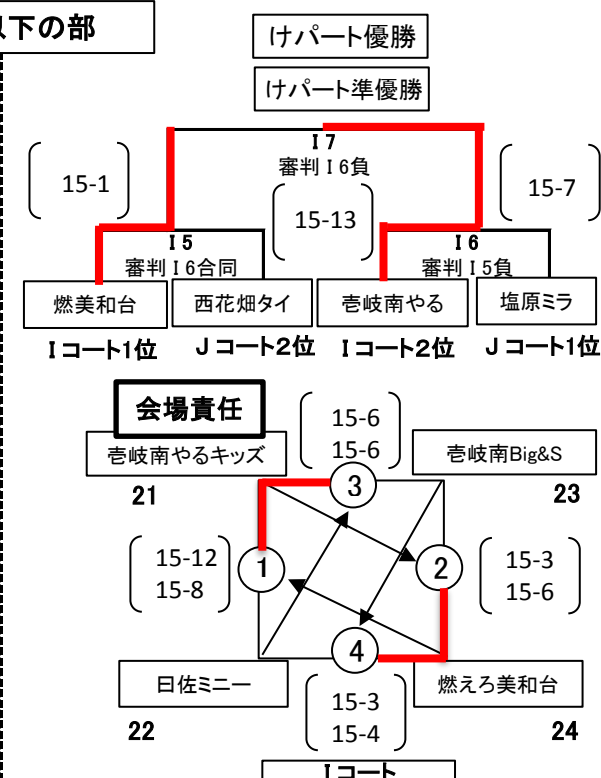 以下の部
けパート優勝
けパート準優勝
I 7
審判 I 6負
15-1
15-13
15-7
I 5
審判 I 6合同
I 6
審判 I 5負
燃美和台
西花畑タイ
壱岐南やる
塩原ミラ
Iコート1位
Jコート2位
Iコート2位
Jコート1位
会場責任
15-6
15-6
壱岐南やるキッズ
壱岐南Big&S
21
3
23
15-12
15-8
1
2
15-3
15-6
4
日佐ミニー
燃えろ美和台
22
15-3
15-4
24
Iコート